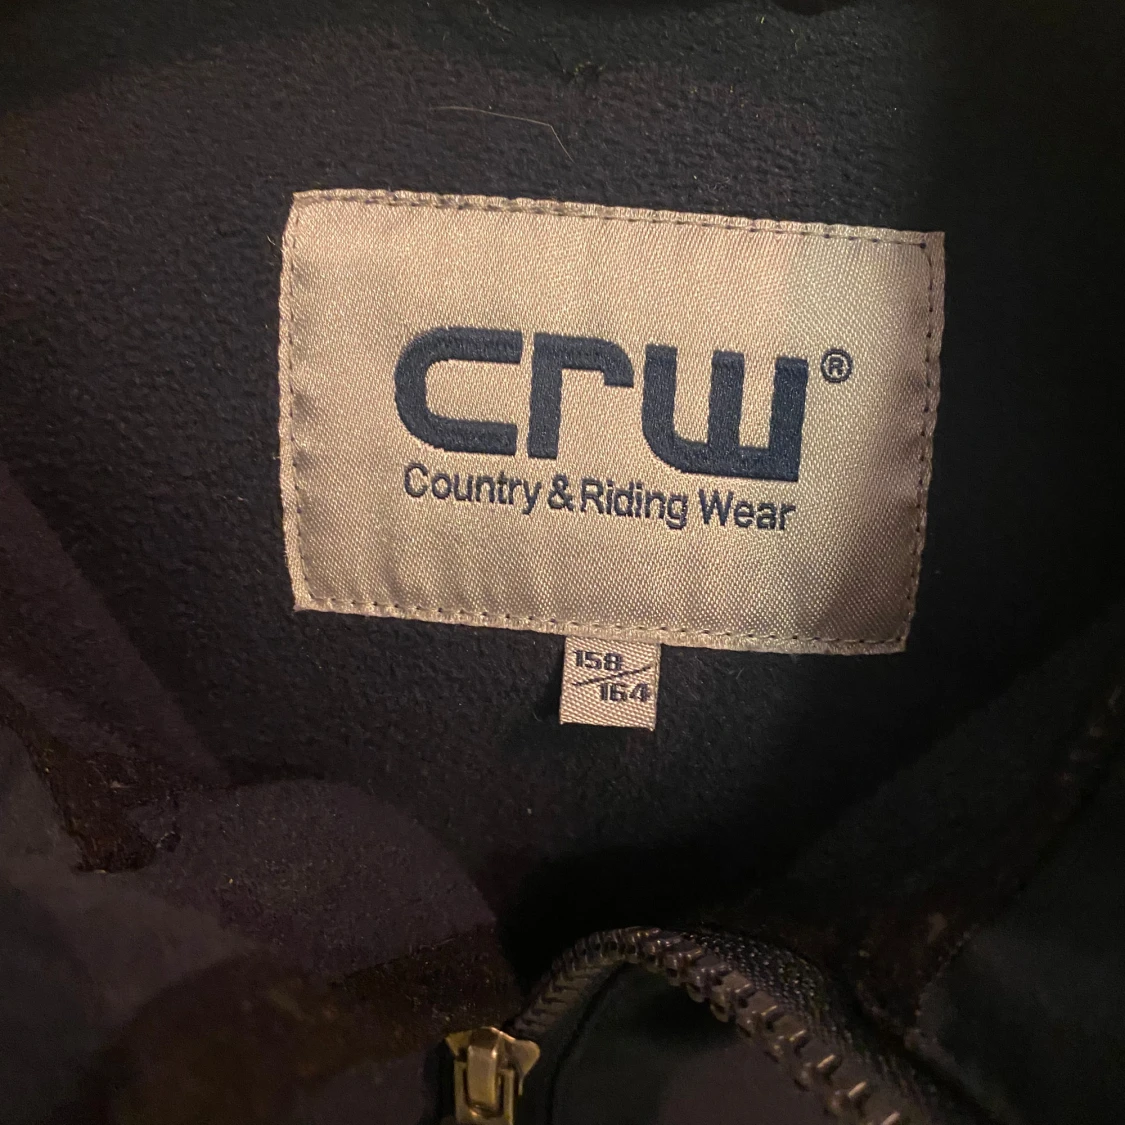 crw®
Country & Riding Wear
158/
164